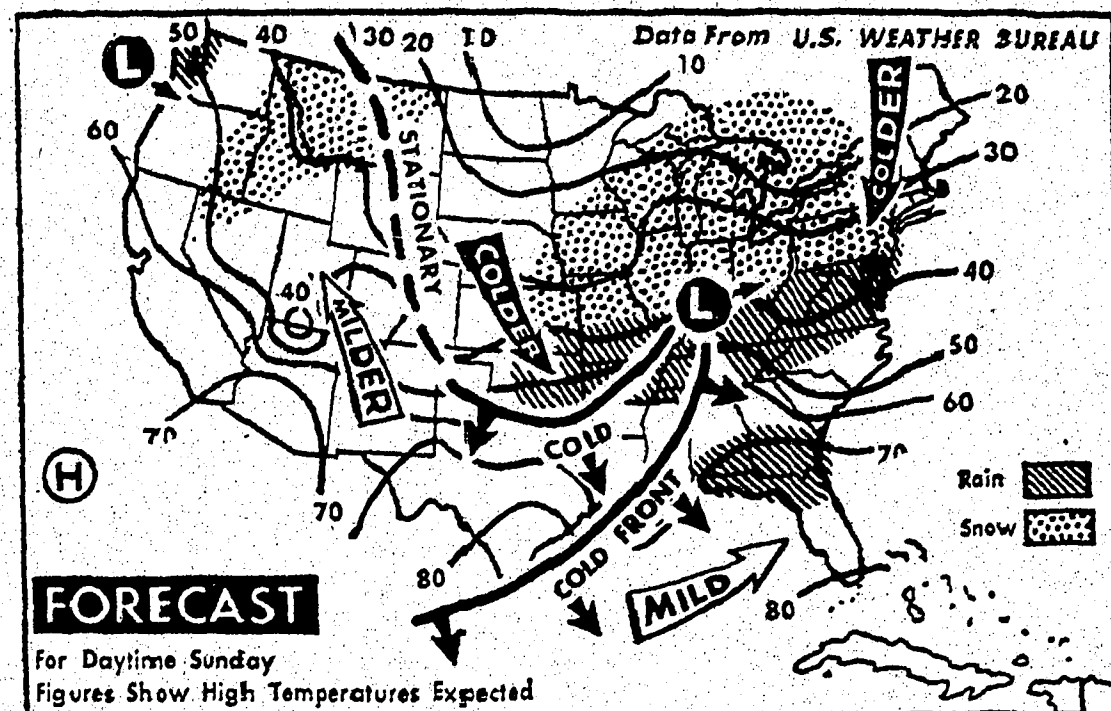 Data From U.S. WEATHER BUREAU
50
40
30
20
10
10
L
COLDER
20
60
30
STATIONARY
COLDER
40
40
MILDER
L
50
60
70
70
COLD
70
H
70
Rain
Snow
COLD FRONT
80
MILD
80
FORECAST
For Daytime Sunday
Figures Show High Temperatures Expected